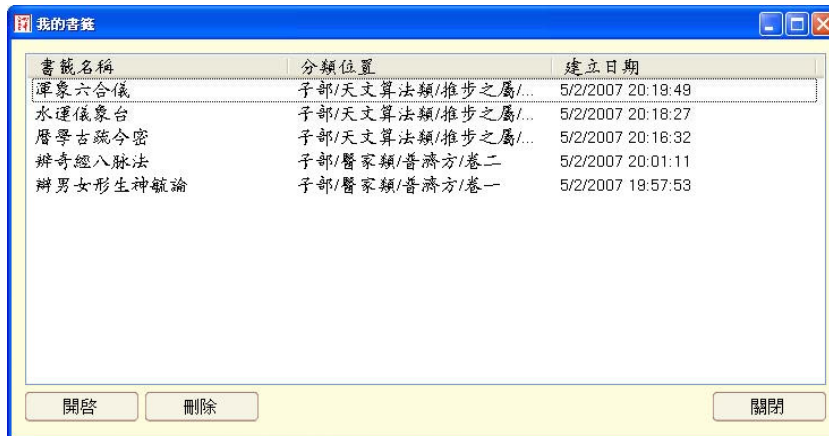 我的書籤
書籤名稱 分類位置 建立日期
渾象六合儀 子部/天文算法類/推步之屬/... 5/2/2007 20:19:49
水運儀象台 子部/天文算法類/推步之屬/... 5/2/2007 20:18:27
曆學古疏今密 子部/天文算法類/推步之屬/... 5/2/2007 20:16:32
辨奇經八脉法 子部/醫家類/普濟方/卷二 5/2/2007 20:01:11
辯男女形生神毓論 子部/醫家類/普濟方/卷一 5/2/2007 19:57:53
開啓 刪除 關閉